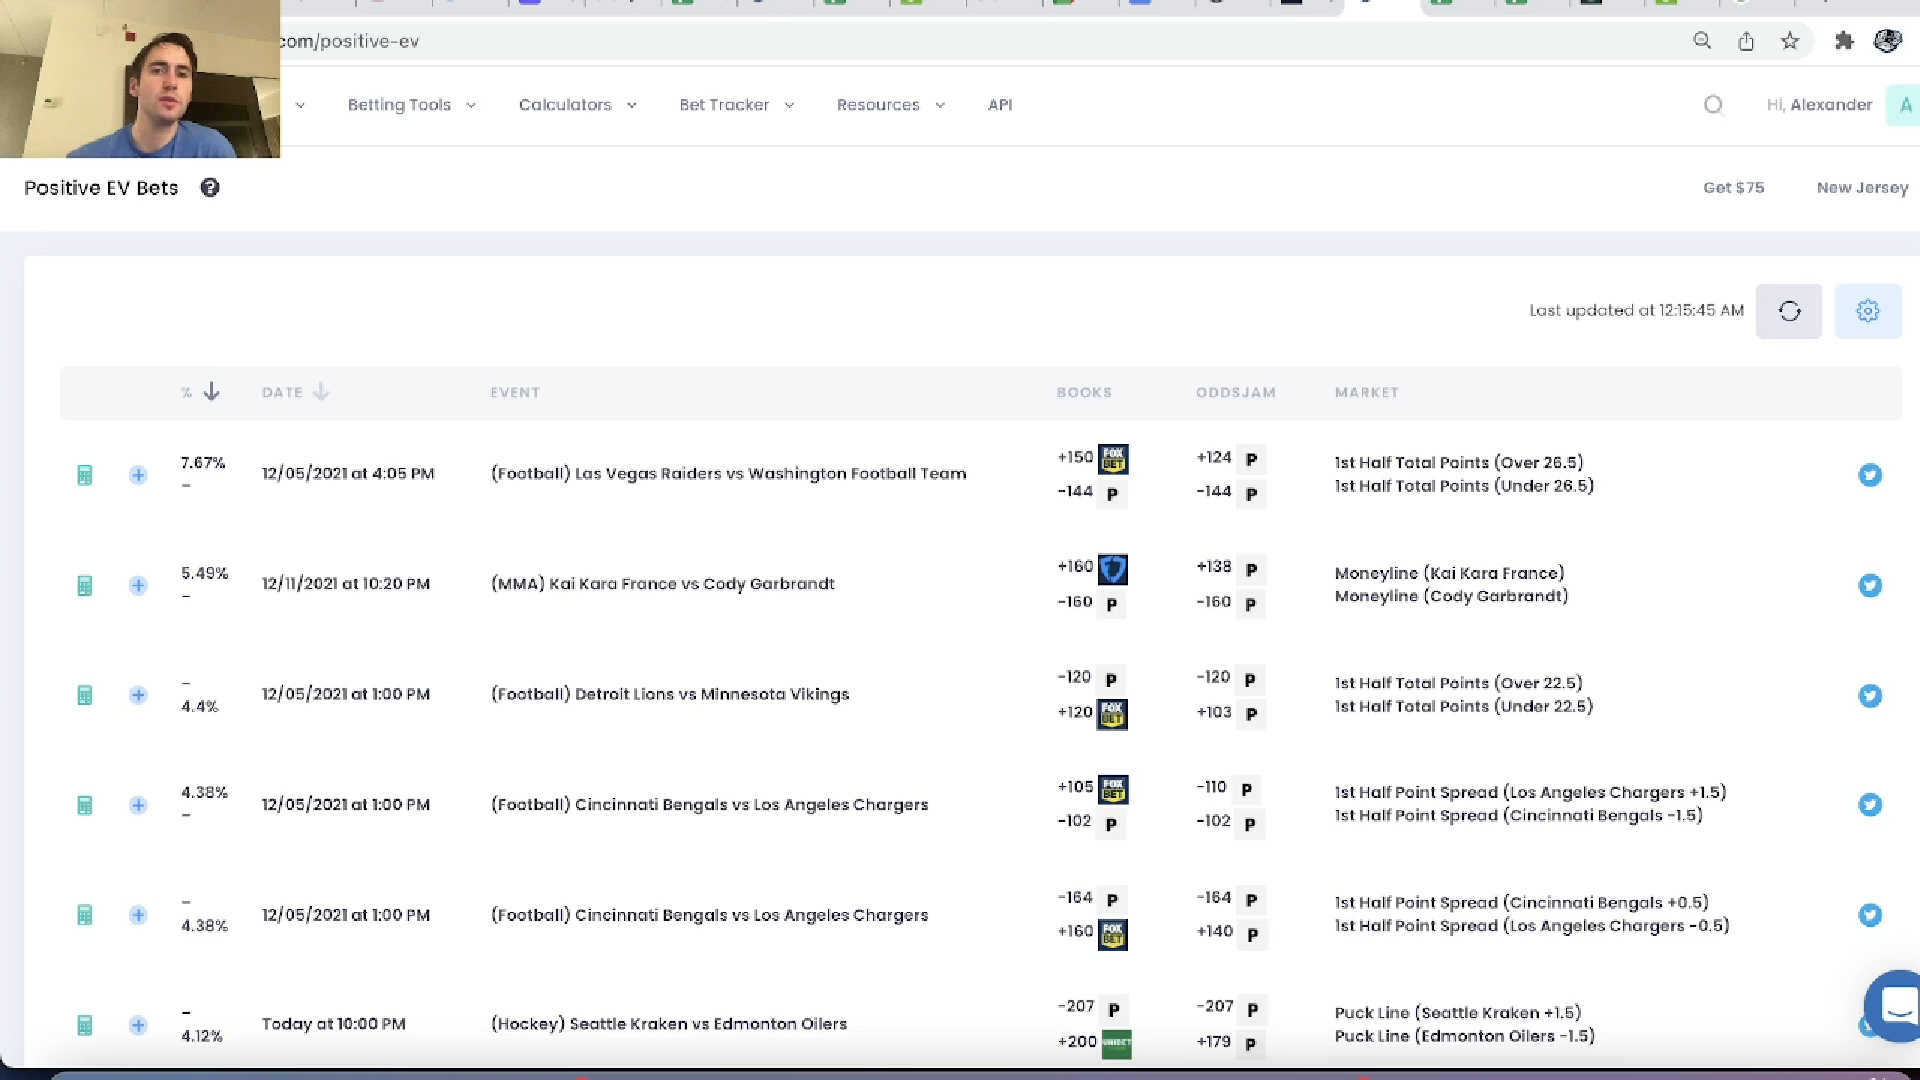 com/positive-ev
Betting Tools Calculators Bet Tracker Resources API Hi, Alexander A
Positive EV Bets ? Get $75 New Jersey
Last updated at 12:15:45 AM
% DATE EVENT BOOKS ODDSJAM MARKET
7.67% – 12/05/2021 at 4:05 PM (Football) Las Vegas Raiders vs Washington Football Team
+150 FOX BET +124 P 1st Half Total Points (Over 26.5)
-144 P -144 P 1st Half Total Points (Under 26.5)
5.49% – 12/11/2021 at 10:20 PM (MMA) Kai Kara France vs Cody Garbrandt
+160 +138 P Moneyline (Kai Kara France)
-160 P -160 P Moneyline (Cody Garbrandt)
– 4.4% 12/05/2021 at 1:00 PM (Football) Detroit Lions vs Minnesota Vikings
-120 P -120 P 1st Half Total Points (Over 22.5)
+120 FOX BET +103 P 1st Half Total Points (Under 22.5)
4.38% – 12/05/2021 at 1:00 PM (Football) Cincinnati Bengals vs Los Angeles Chargers
+105 FOX BET -110 P 1st Half Point Spread (Los Angeles Chargers +1.5)
-102 P -102 P 1st Half Point Spread (Cincinnati Bengals -1.5)
– 4.38% 12/05/2021 at 1:00 PM (Football) Cincinnati Bengals vs Los Angeles Chargers
-164 P -164 P 1st Half Point Spread (Cincinnati Bengals +0.5)
+160 FOX BET +140 P 1st Half Point Spread (Los Angeles Chargers -0.5)
– 4.12% Today at 10:00 PM (Hockey) Seattle Kraken vs Edmonton Oilers
-207 P -207 P Puck Line (Seattle Kraken +1.5)
+200 UNIBET +179 P Puck Line (Edmonton Oilers -1.5)